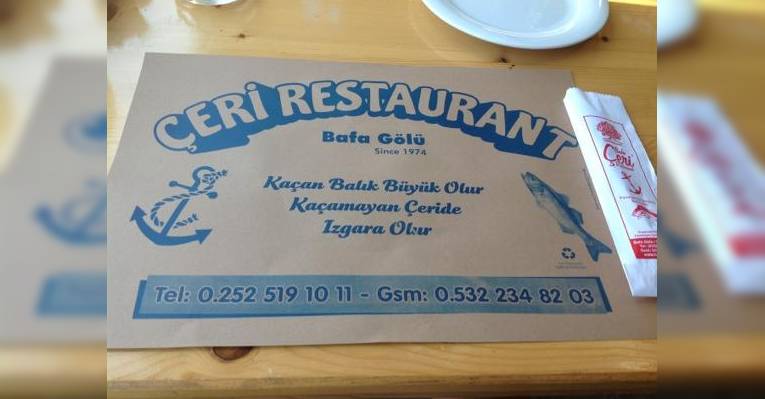 ÇERİ RESTAURANT
Bafa Gölü
Since 1974
Kaçan Balık Büyük Olur
Kaçamayan Çeride
Izgara Olur
Tel: 0.252 519 10 11 - Gsm: 0.532 234 82 03
Çeri